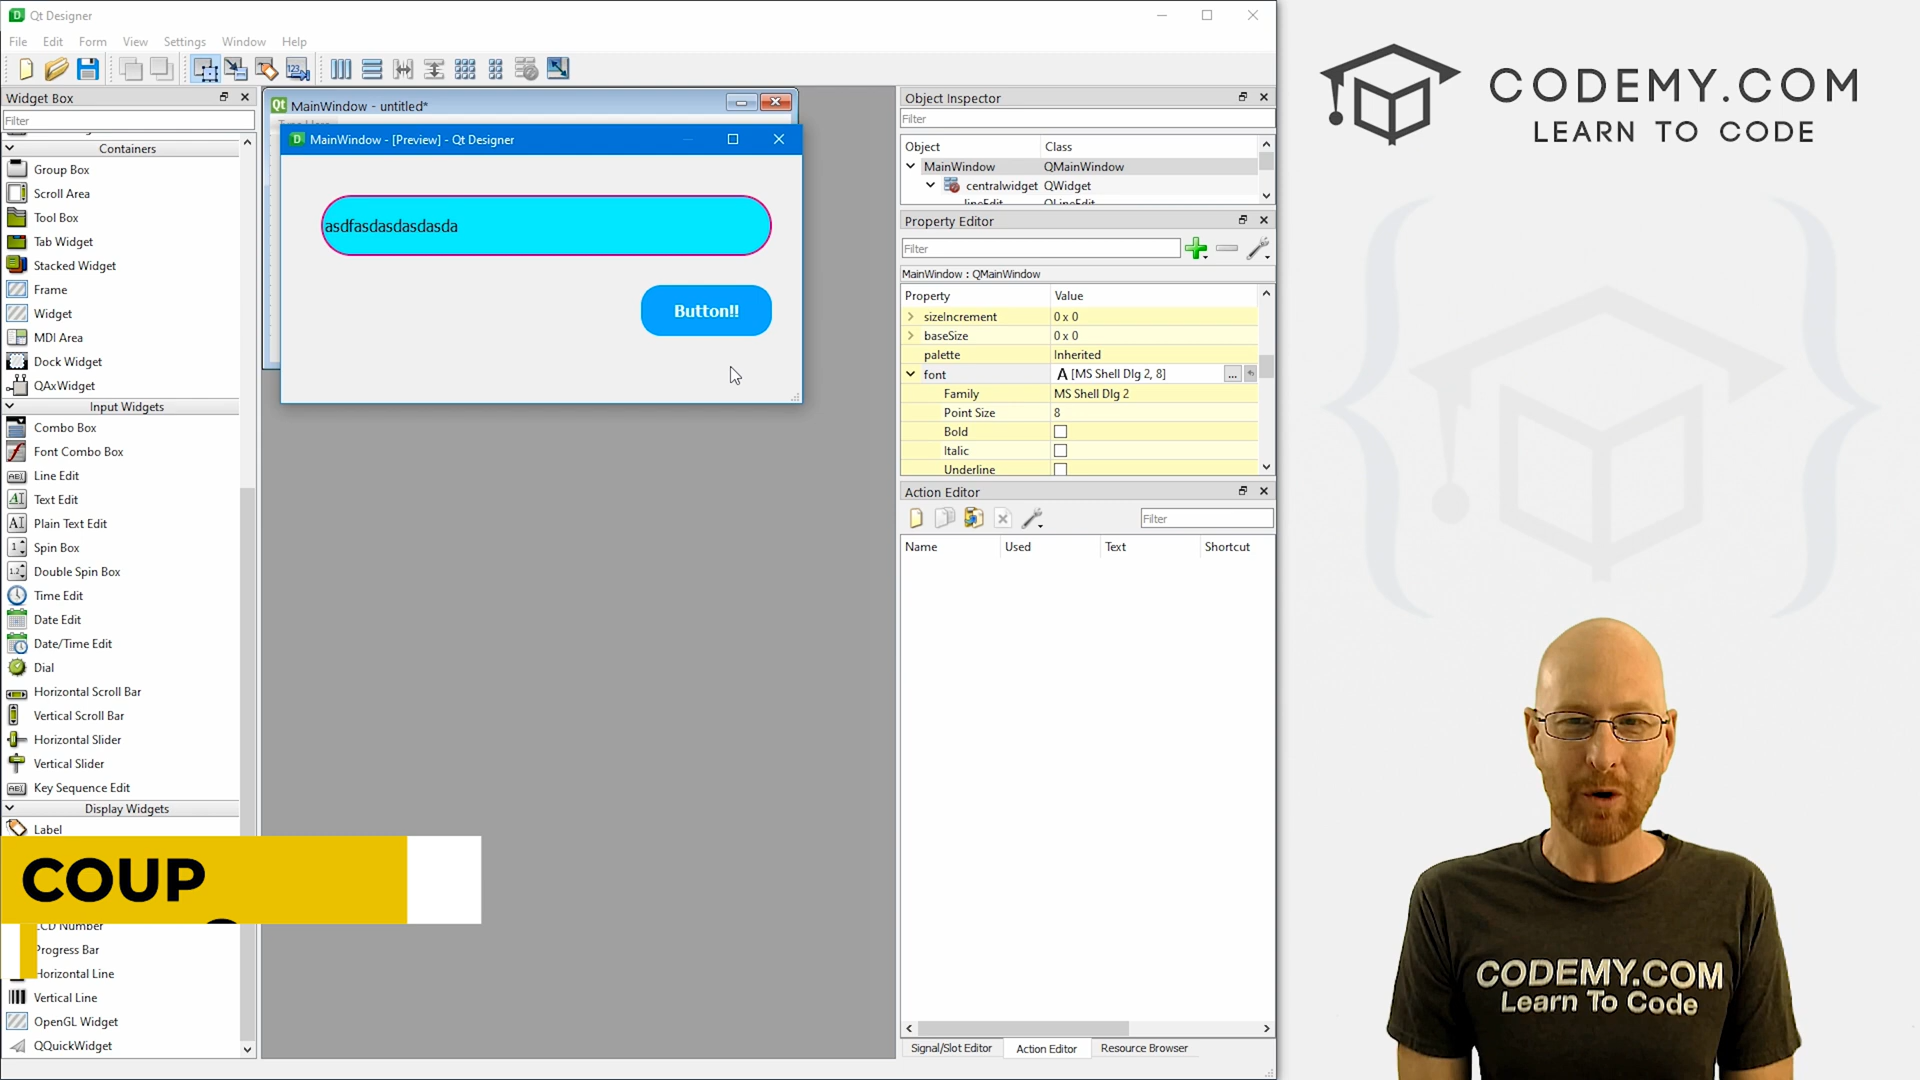 Qt Designer
File Edit Form View Settings Window Help
Widget Box
Filter
Containers
Group Box
Scroll Area
Tool Box
Tab Widget
Stacked Widget
Frame
Widget
MDI Area
Dock Widget
QAxWidget
Input Widgets
Combo Box
Font Combo Box
Line Edit
Text Edit
Plain Text Edit
Spin Box
Double Spin Box
Time Edit
Date Edit
Date/Time Edit
Dial
Horizontal Scroll Bar
Vertical Scroll Bar
Horizontal Slider
Vertical Slider
Key Sequence Edit
Display Widgets
Label
COUP
LCD Number
Progress Bar
Horizontal Line
Vertical Line
OpenGL Widget
QQuickWidget
MainWindow - untitled*
MainWindow - [Preview] - Qt Designer
asdfasdasdasdasda
Button!!
Object Inspector
Filter
Object Class
MainWindow QMainWindow
centralwidget QWidget
lineEdit QLineEdit
Property Editor
Filter
MainWindow : QMainWindow
Property Value
sizeIncrement 0 x 0
baseSize 0 x 0
palette Inherited
font A [MS Shell Dlg 2, 8] ...
Family MS Shell Dlg 2
Point Size 8
Bold
Italic
Underline
Action Editor
Filter
Name Used Text Shortcut
Signal/Slot Editor Action Editor Resource Browser
CODEMY.COM
LEARN TO CODE
CODEMY.COM
Learn To Code